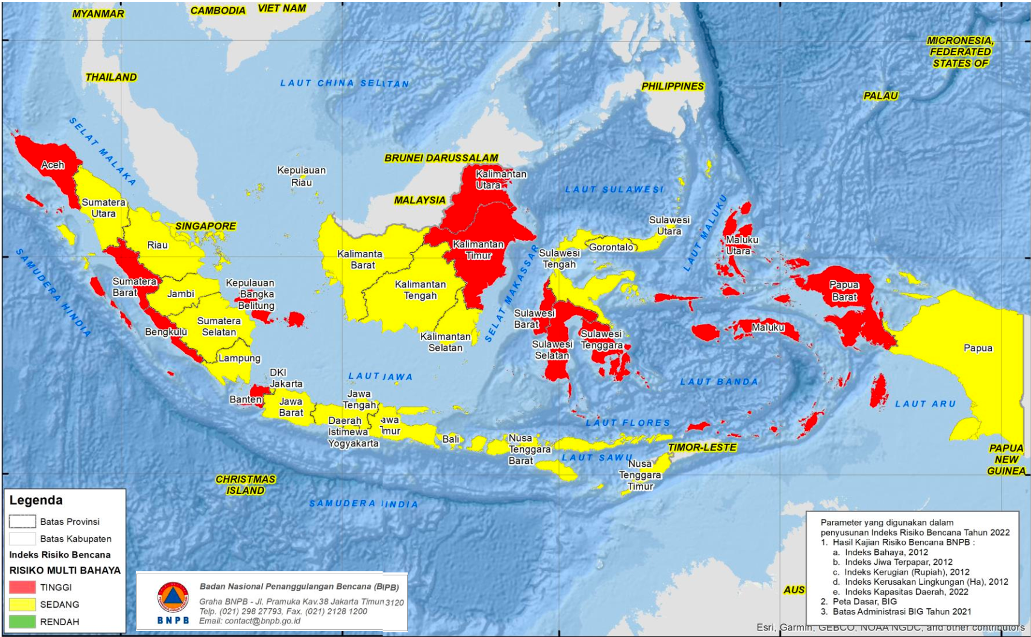 MYANMAR
CAMBODIA
VIET NAM
THAILAND
LAUT CHINA SELATAN
PHILIPPINES
MICRONESIA,
FEDERATED
STATES OF
PALAU
SELAT MALAKA
Aceh
BRUNEI DARUSSALAM
Kepulauan
Riau
Kalimantan
Utara
LAUT SULAWESI
MALAYSIA
Sumatera
Utara
SINGAPORE
Sulawesi
Utara
LAUT MALUKU
Riau
Kalimanta
Barat
Kalimantan
Timur
Gorontalo
Maluku
Utara
Sulawesi
Tengah
SAMUDERA HINDIA
Sumatera
Barat
Jambi
Kepulauan
Bangka
Belitung
Kalimantan
Tengah
SELAT MAKASSAR
Papua
Barat
Bengkulu
Sumatera
Selatan
Sulawesi
Barat
Maluku
Kalimantan
Selatan
Sulawesi
Selatan
Sulawesi
Tenggara
Papua
Lampung
DKI
Jakarta
LAUT JAWA
LAUT BANDA
Banten
Jawa
Barat
Jawa
Tengah
LAUT ARU
Daerah
Istimewa
Yogyakarta
awa
mur
LAUT FLORES
Bali
Nusa
Tenggara
Barat
LAUT SAWU
TIMOR-LESTE
Nusa
Tenggara
Timur
PAPUA
NEW
GUINEA
CHRISTMAS
ISLAND
SAMUDERA INDIA
Legenda
Batas Provinsi
Batas Kabupaten
Indeks Risiko Bencana
RISIKO MULTI BAHAYA
TINGGI
SEDANG
RENDAH
BNPB
Badan Nasional Penanggulangan Bencana (BNPB)
Graha BNPB - Jl. Pramuka Kav.38 Jakarta Timur 3120
Telp. (021) 298 27793, Fax. (021) 2128 1200
Email: contact@bnpb.go.id
AUS
Parameter yang digunakan dalam
penyusunan Indeks Risiko Bencana Tahun 2022
1. Hasil Kajian Risiko Bencana BNPB :
a. Indeks Bahaya, 2012
b. Indeks Jiwa Terpapar, 2012
c. Indeks Kerugian (Rupiah), 2012
d. Indeks Kerusakan Lingkungan (Ha), 2012
e. Indeks Kapasitas Daerah, 2022
2. Peta Dasar, BIG
3. Batas Administrasi BIG Tahun 2021
Esri, Garmin, GEBCO, NOAA NGDC, and other contributors